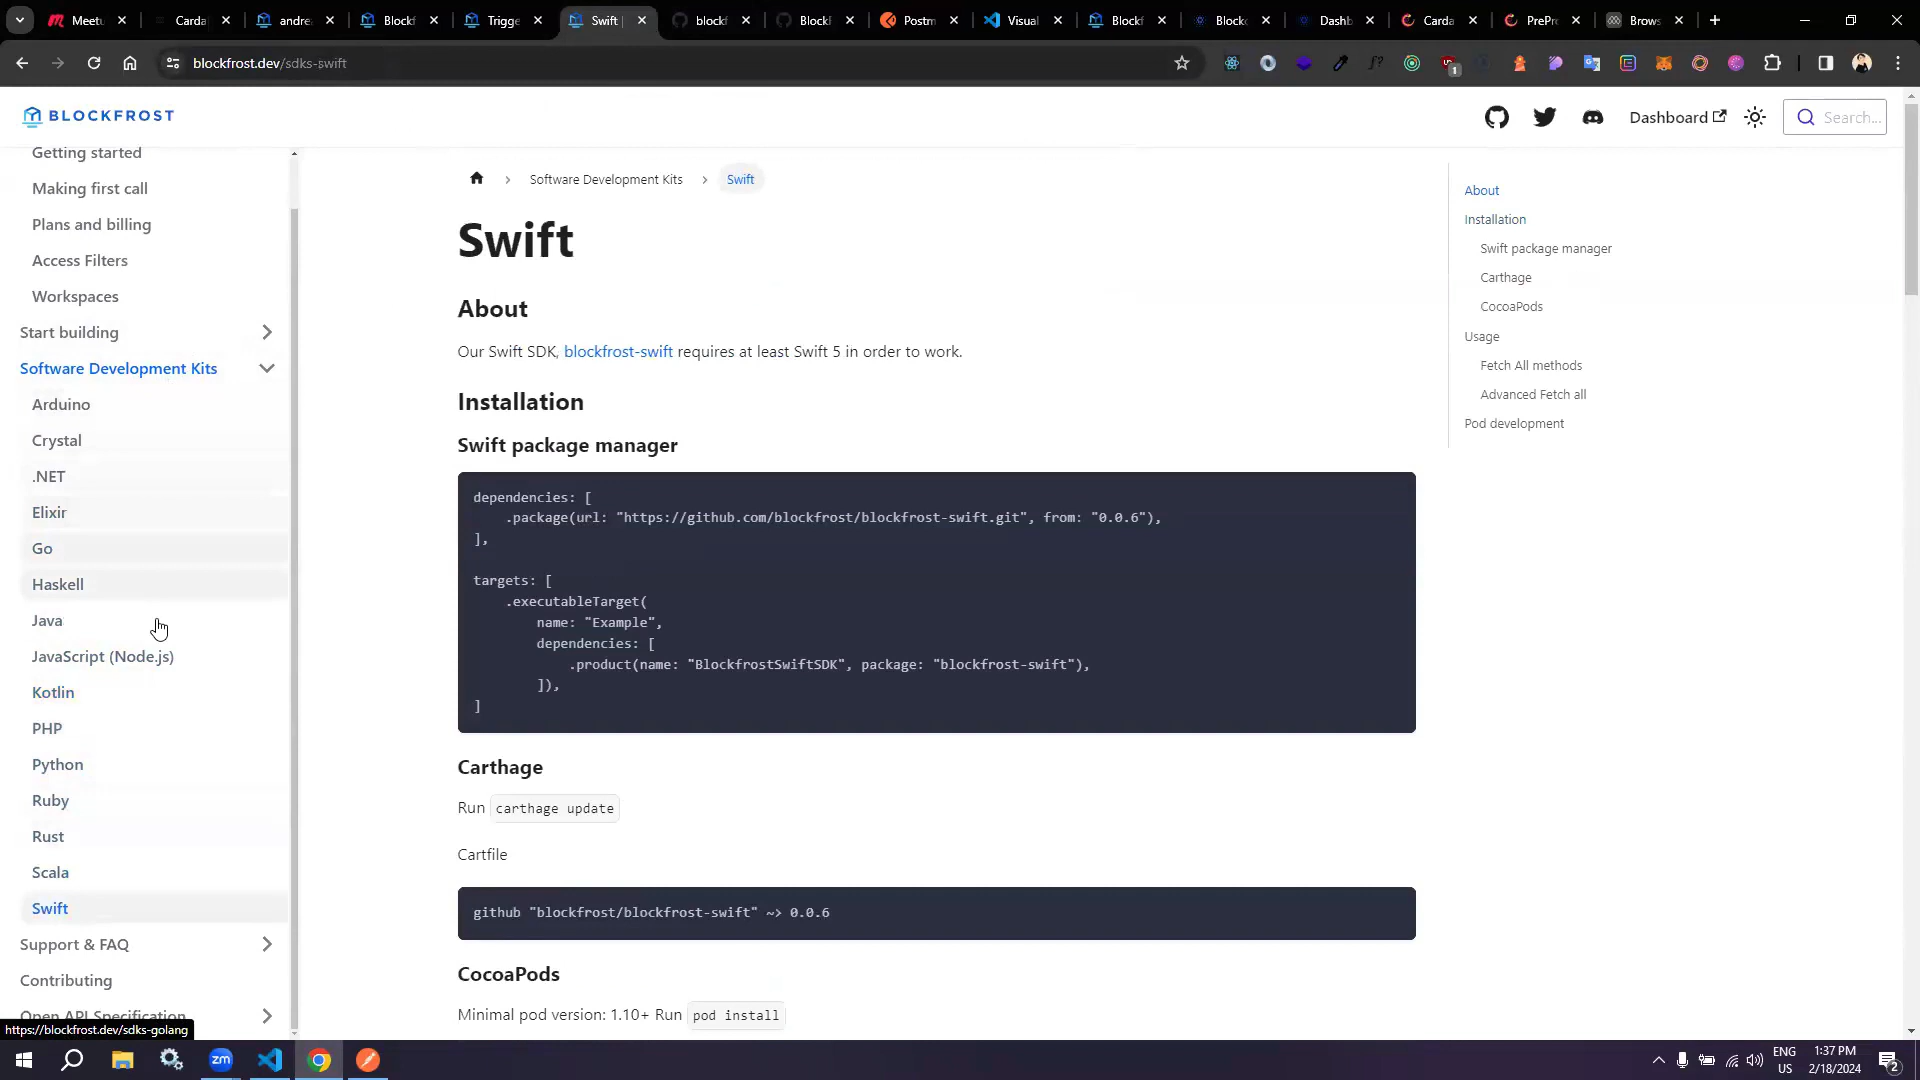 Meetu
Carda
andre
Blockf
Trigge
Swift |
blockf
Blockf
Postm
Visual
Blockf
Blockc
Dashb
Carda
PrePr
Brows
blockfrost.dev/sdks-swift
1
BLOCKFROST
Dashboard
Search...
Getting started
Making first call
Plans and billing
Access Filters
Workspaces
Start building
Software Development Kits
Arduino
Crystal
.NET
Elixir
Go
Haskell
Java
JavaScript (Node.js)
Kotlin
PHP
Python
Ruby
Rust
Scala
Swift
Support & FAQ
Contributing
Open API Specification
https://blockfrost.dev/sdks-golang
Software Development Kits
Swift
Swift
About
Our Swift SDK, blockfrost-swift requires at least Swift 5 in order to work.
Installation
Swift package manager
dependencies: [
.package(url: "https://github.com/blockfrost/blockfrost-swift.git", from: "0.0.6"),
],
targets: [
.executableTarget(
name: "Example",
dependencies: [
.product(name: "BlockfrostSwiftSDK", package: "blockfrost-swift"),
]),
]
Carthage
Run carthage update
Cartfile
github "blockfrost/blockfrost-swift" ~> 0.0.6
CocoaPods
Minimal pod version: 1.10+ Run pod install
About
Installation
Swift package manager
Carthage
CocoaPods
Usage
Fetch All methods
Advanced Fetch all
Pod development
zm
ENG
US
1:37 PM
2/18/2024
2